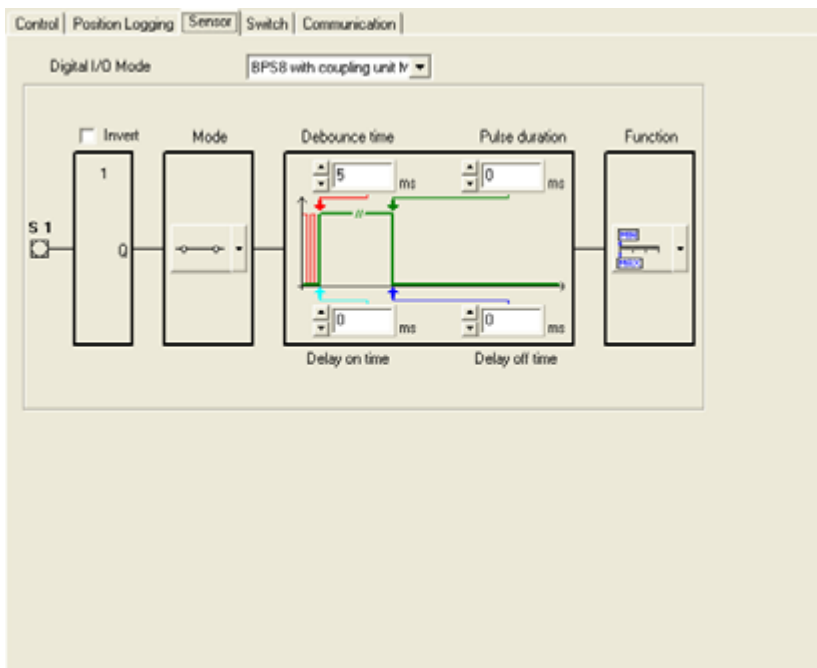 Control Position Logging Sensor Switch Communication
Digital I/O Mode BPS8 with coupling unit
Invert Mode Debounce time Pulse duration Function
1 5 ms 0 ms
S 1
Q
0 ms 0 ms
Delay on time Delay off time